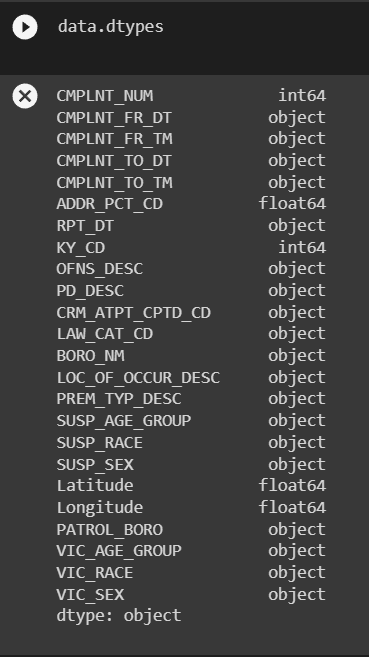 data.dtypes
CMPLNT_NUM int64
CMPLNT_FR_DT object
CMPLNT_FR_TM object
CMPLNT_TO_DT object
CMPLNT_TO_TM object
ADDR_PCT_CD float64
RPT_DT object
KY_CD int64
OFNS_DESC object
PD_DESC object
CRM_ATPT_CPTD_CD object
LAW_CAT_CD object
BORO_NM object
LOC_OF_OCCUR_DESC object
PREM_TYP_DESC object
SUSP_AGE_GROUP object
SUSP_RACE object
SUSP_SEX object
Latitude float64
Longitude float64
PATROL_BORO object
VIC_AGE_GROUP object
VIC_RACE object
VIC_SEX object
dtype: object